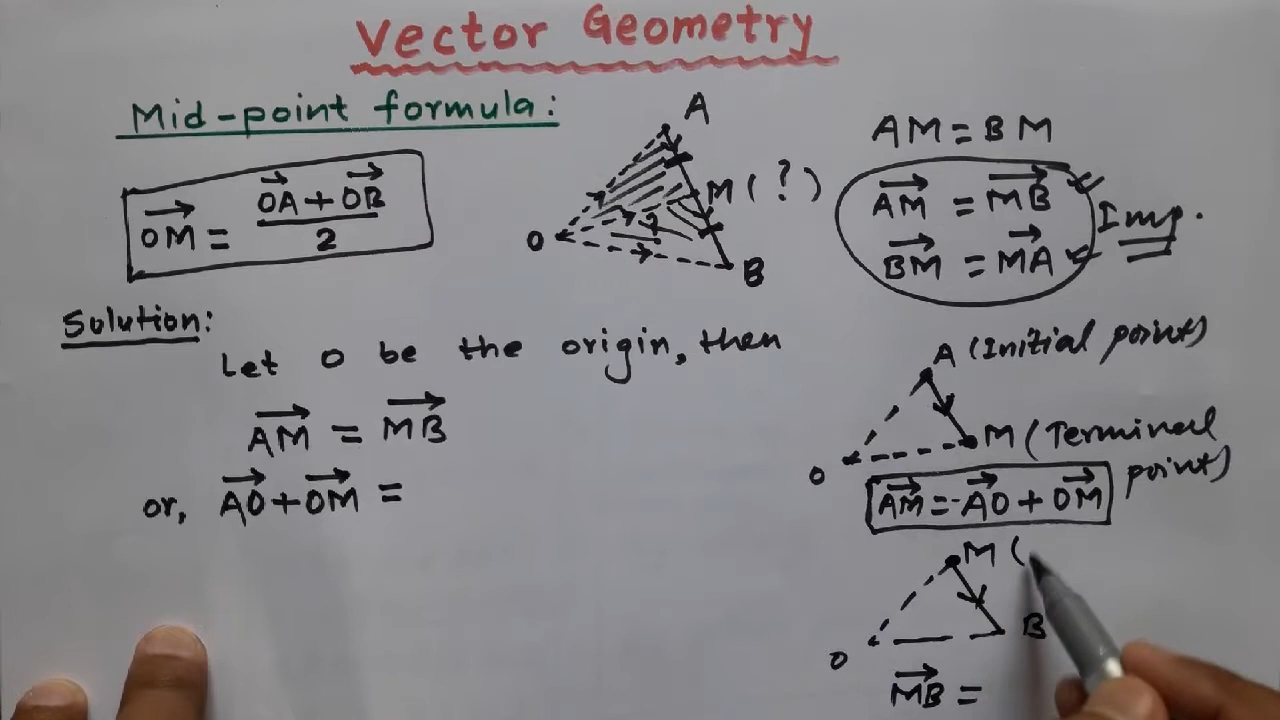 Vector Geometry
Mid-point formula:
→OM = (→OA + →OB) / 2
A
M (?)
O
B
AM = BM
→AM = →MB
→BM = →MA
Imp.
Solution:
Let O be the origin, then
→AM = →MB
or, →AO + →OM =
A (Initial point)
M (Terminal
point)
O
→AM = →AO + →OM
M (
O
B
→MB =